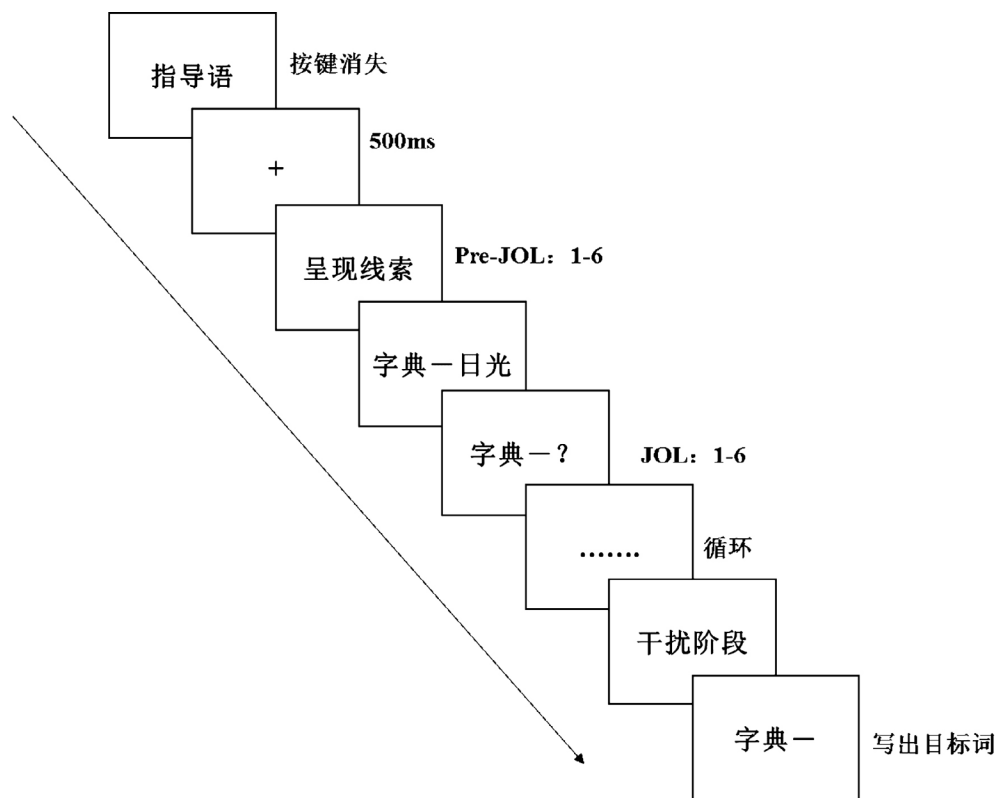 指导语
按键消失
+
500ms
呈现线索
Pre-JOL：1-6
字典－日光
字典－？
JOL：1-6
.......
循环
干扰阶段
字典－
写出目标词